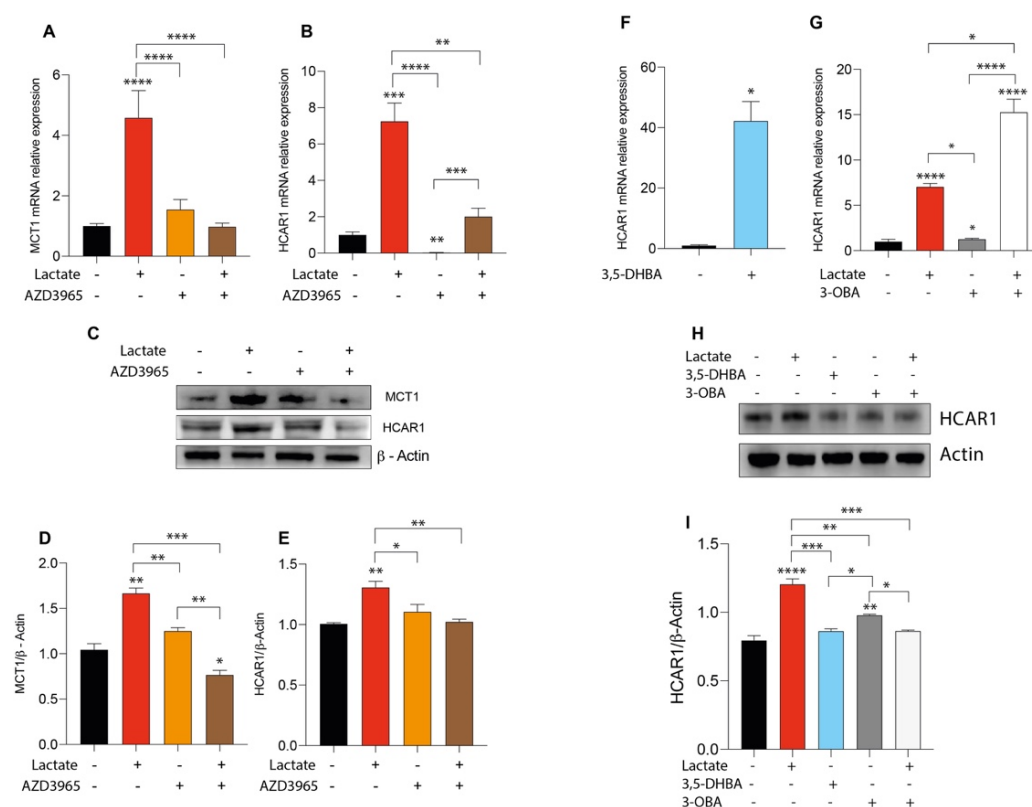 A
****
****
****
MCT1 mRNA relative expression
6
4
2
0
Lactate - + - +
AZD3965 - - + +
B
**
****
***
***
**
HCAR1 mRNA relative expression
10
8
6
4
2
0
- + - +
- - + +
C
Lactate - + - +
AZD3965 - - + +
MCT1
HCAR1
β - Actin
D
***
**
**
**
*
MCT1/β - Actin
2.0
1.5
1.0
0.5
0.0
Lactate - + - +
AZD3965 - - + +
E
**
*
**
HCAR1/β-Actin
1.5
1.0
0.5
0.0
- + - +
- - + +
F
*
HCAR1 mRNA relative expression
60
40
20
0
3,5-DHBA - +
G
*
****
****
*
****
*
HCAR1 mRNA relative expression
20
15
10
5
0
Lactate - + - +
3-OBA - - + +
H
Lactate - + - - +
3,5-DHBA - - + - -
3-OBA - - - + +
HCAR1
Actin
I
***
**
***
*
*
****
**
HCAR1/β-Actin
1.5
1.0
0.5
0.0
Lactate - + - - +
3,5-DHBA - - + - -
3-OBA - - - + +